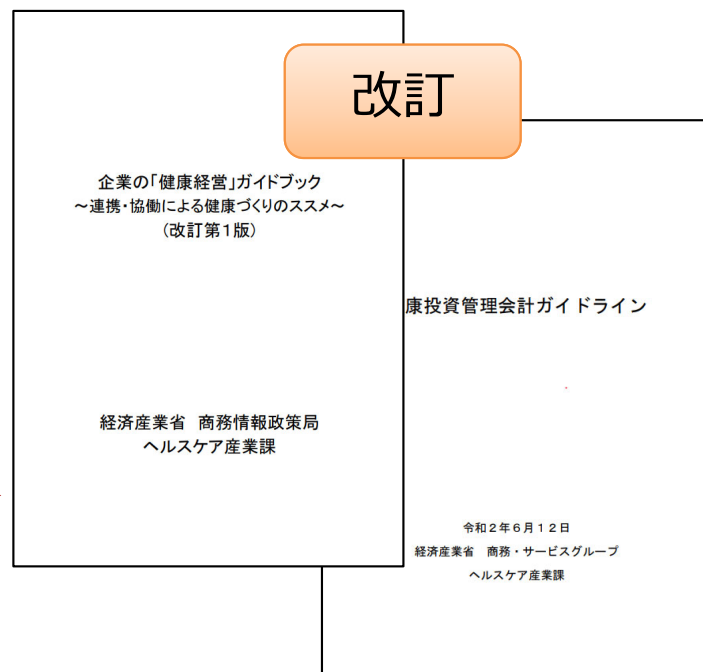 改訂
企業の「健康経営」ガイドブック
~連携・協働による健康づくりのススメ~
(改訂第1版)
経済産業省 商務情報政策局
ヘルスケア産業課
康投資管理会計ガイドライン
令和2年6月12日
経済産業省 商務・サービスグループ
ヘルスケア産業課